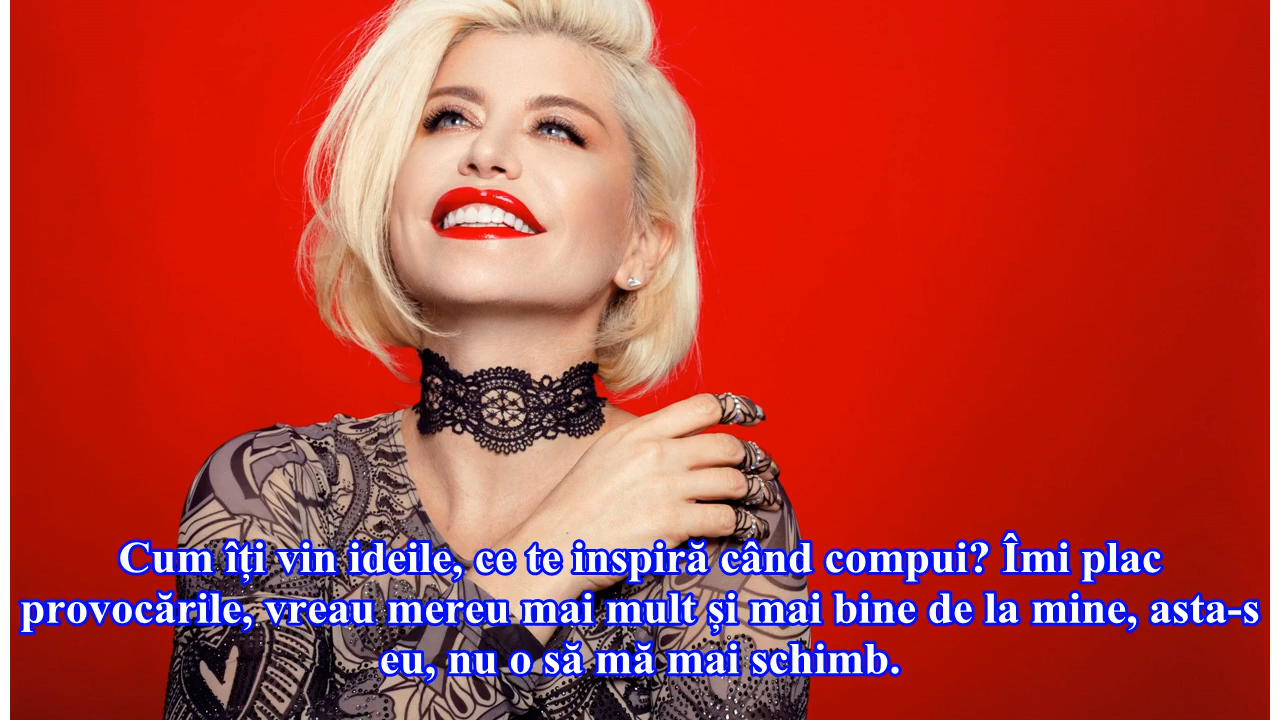 Cum îți vin ideile, ce te inspiră când compui? Îmi plac
provocările, vreau mereu mai mult și mai bine de la mine, asta-s
eu, nu o să mă mai schimb.